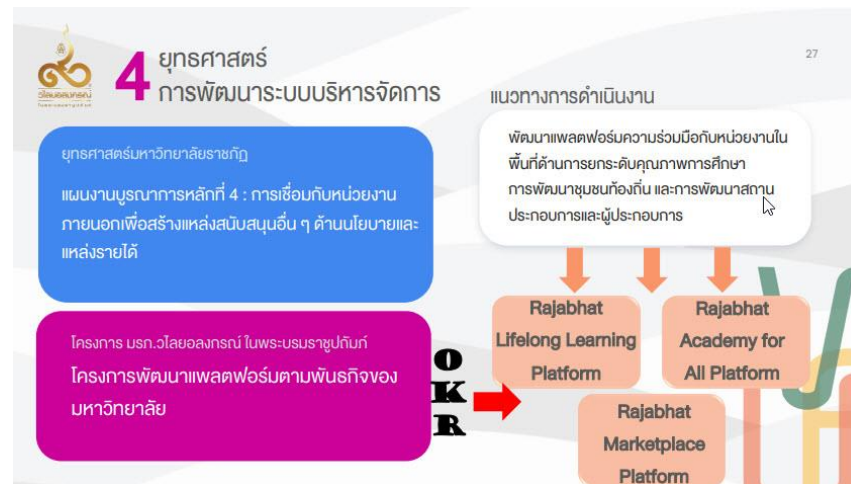 วไลยอลงกรณ์
4
ยุทธศาสตร์
การพัฒนาระบบบริหารจัดการ
27
ยุทธศาสตร์มหาวิทยาลัยราชภัฏ
แผนงานบูรณาการหลักที่ 4 : การเชื่อมกับหน่วยงาน
ภายนอกเพื่อสร้างแหล่งสนับสนุนอื่น ๆ ด้านนโยบายและ
แหล่งรายได้
โครงการ มรภ.วไลยอลงกรณ์ ในพระบรมราชูปถัมภ์
โครงการพัฒนาแพลตฟอร์มตามพันธกิจของ
มหาวิทยาลัย
OKR
แนวทางการดำเนินงาน
พัฒนาแพลตฟอร์มความร่วมมือกับหน่วยงานใน
พื้นที่ด้านการยกระดับคุณภาพการศึกษา
การพัฒนาชุมชนท้องถิ่น และการพัฒนาสถาน
ประกอบการและผู้ประกอบการ
Rajabhat
Lifelong Learning
Platform
Rajabhat
Academy for
All Platform
Rajabhat
Marketplace
Platform